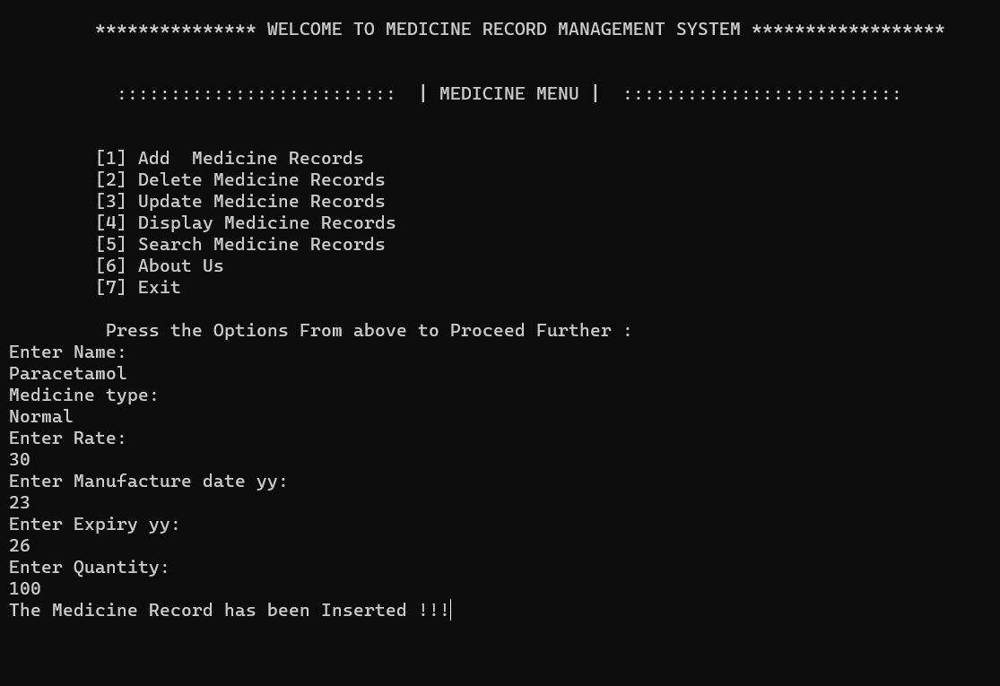 *************** WELCOME TO MEDICINE RECORD MANAGEMENT SYSTEM ******************
:::::::::::::::::::::::::: | MEDICINE MENU | ::::::::::::::::::::::::::
[1] Add  Medicine Records
[2] Delete Medicine Records
[3] Update Medicine Records
[4] Display Medicine Records
[5] Search Medicine Records
[6] About Us
[7] Exit
Press the Options From above to Proceed Further :
Enter Name:
Paracetamol
Medicine type:
Normal
Enter Rate:
30
Enter Manufacture date yy:
23
Enter Expiry yy:
26
Enter Quantity:
100
The Medicine Record has been Inserted !!!